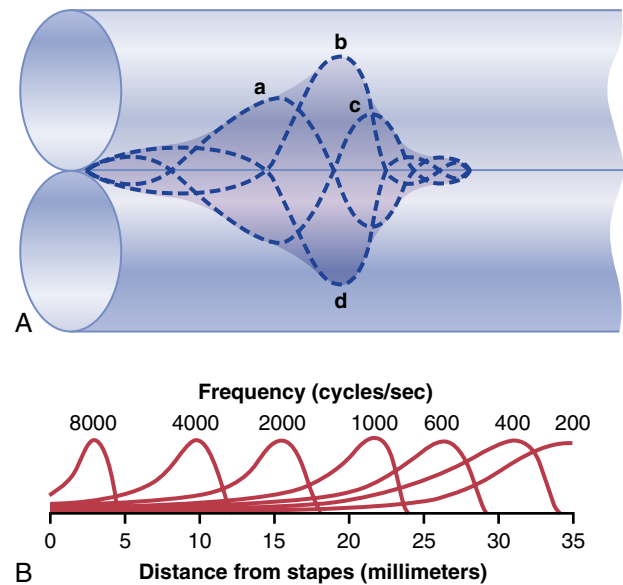 b
a
c
d
A
Frequency (cycles/sec)
8000 4000 2000 1000 600 400 200
0 5 10 15 20 25 30 35
B
Distance from stapes (millimeters)